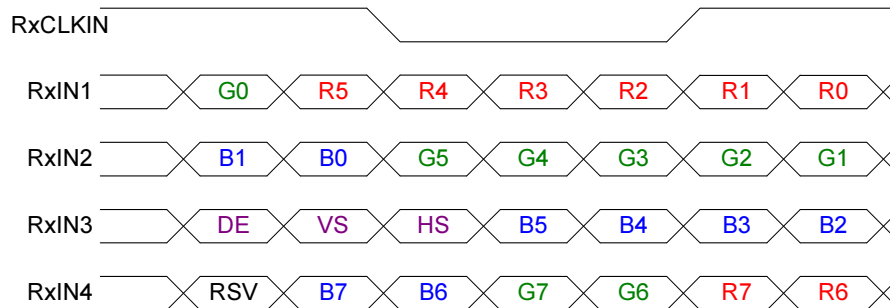 RxCLKIN
RxIN1 G0 R5 R4 R3 R2 R1 R0
RxIN2 B1 B0 G5 G4 G3 G2 G1
RxIN3 DE VS HS B5 B4 B3 B2
RxIN4 RSV B7 B6 G7 G6 R7 R6